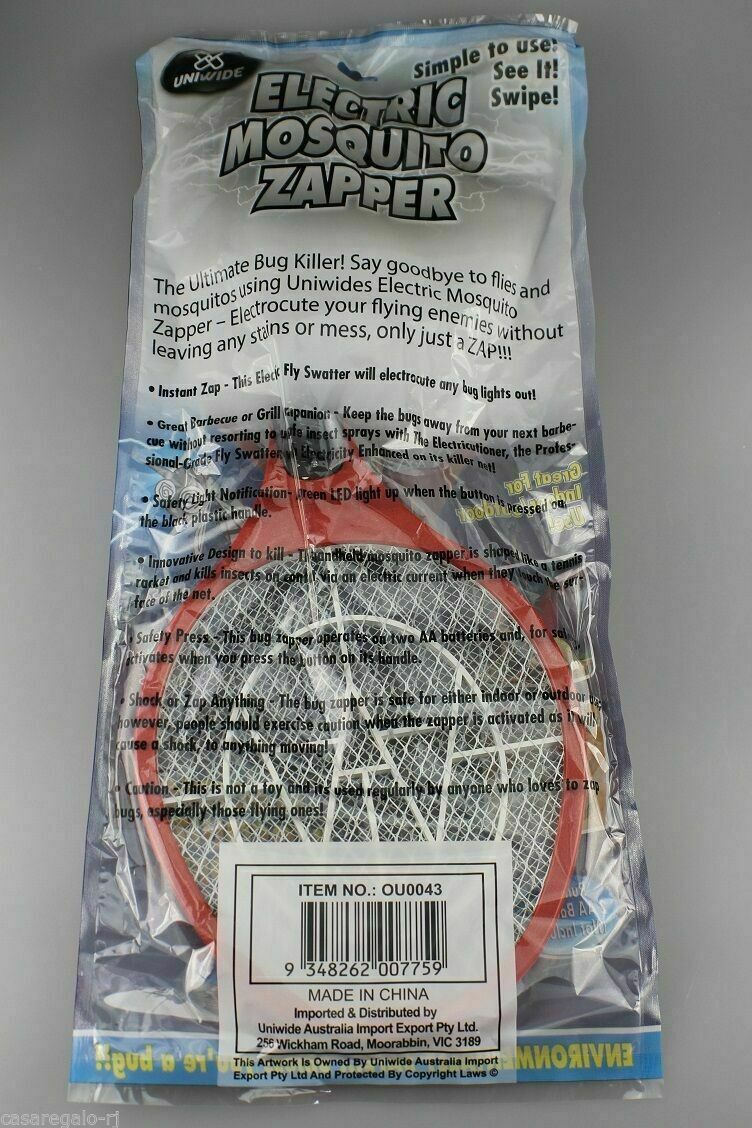 UNIWIDE
Simple to use:
See It!
Swipe!
ELECTRIC
MOSQUITO
ZAPPER
The Ultimate Bug Killer! Say goodbye to flies and
mosquitos using Uniwides Electric Mosquito
Zapper – Electrocute your flying enemies without
leaving any stains or mess, only just a ZAP!!!
• Instant Zap - This Fly Swatter will electrocute any bug lights out!
• Great Barbecue or Grill - Keep the bugs away from your next barbe-
cue without resorting to insect sprays with The Electricutioner, the Profes-
sional-Grade Fly Swatter Electricity Enhanced on its killer net!
• Safety Light Notification- green LED light up when the button is pressed on
the black plastic handle.
• Innovative Design to kill - handheld mosquito zapper is shaped like a tennis
racket and kills insects on via an electric current when they touch the sur-
face of the net.
• Safety Press - This bug zapper operates on two AA batteries and, for
activates when you press the button on its handle.
• Shock or Zap Anything - The bug zapper is safe for either indoor or outdoor
however, people should exercise caution when the zapper is activated as it will
cause a shock, to anything moving!
• Caution - This is not a toy and its used regularly by anyone who loves to zap
bugs, especially those flying ones!
Great For
Use
ITEM NO.: OU0043
9 348262 007759
MADE IN CHINA
Imported & Distributed by
Uniwide Australia Import Export Pty Ltd.
256 Wickham Road, Moorabbin, VIC 3189
This Artwork Is Owned By Uniwide Australia Import
Export Pty Ltd And Protected By Copyright Laws ©
ENVIRONME you're a bug!!
casaregalo-rj